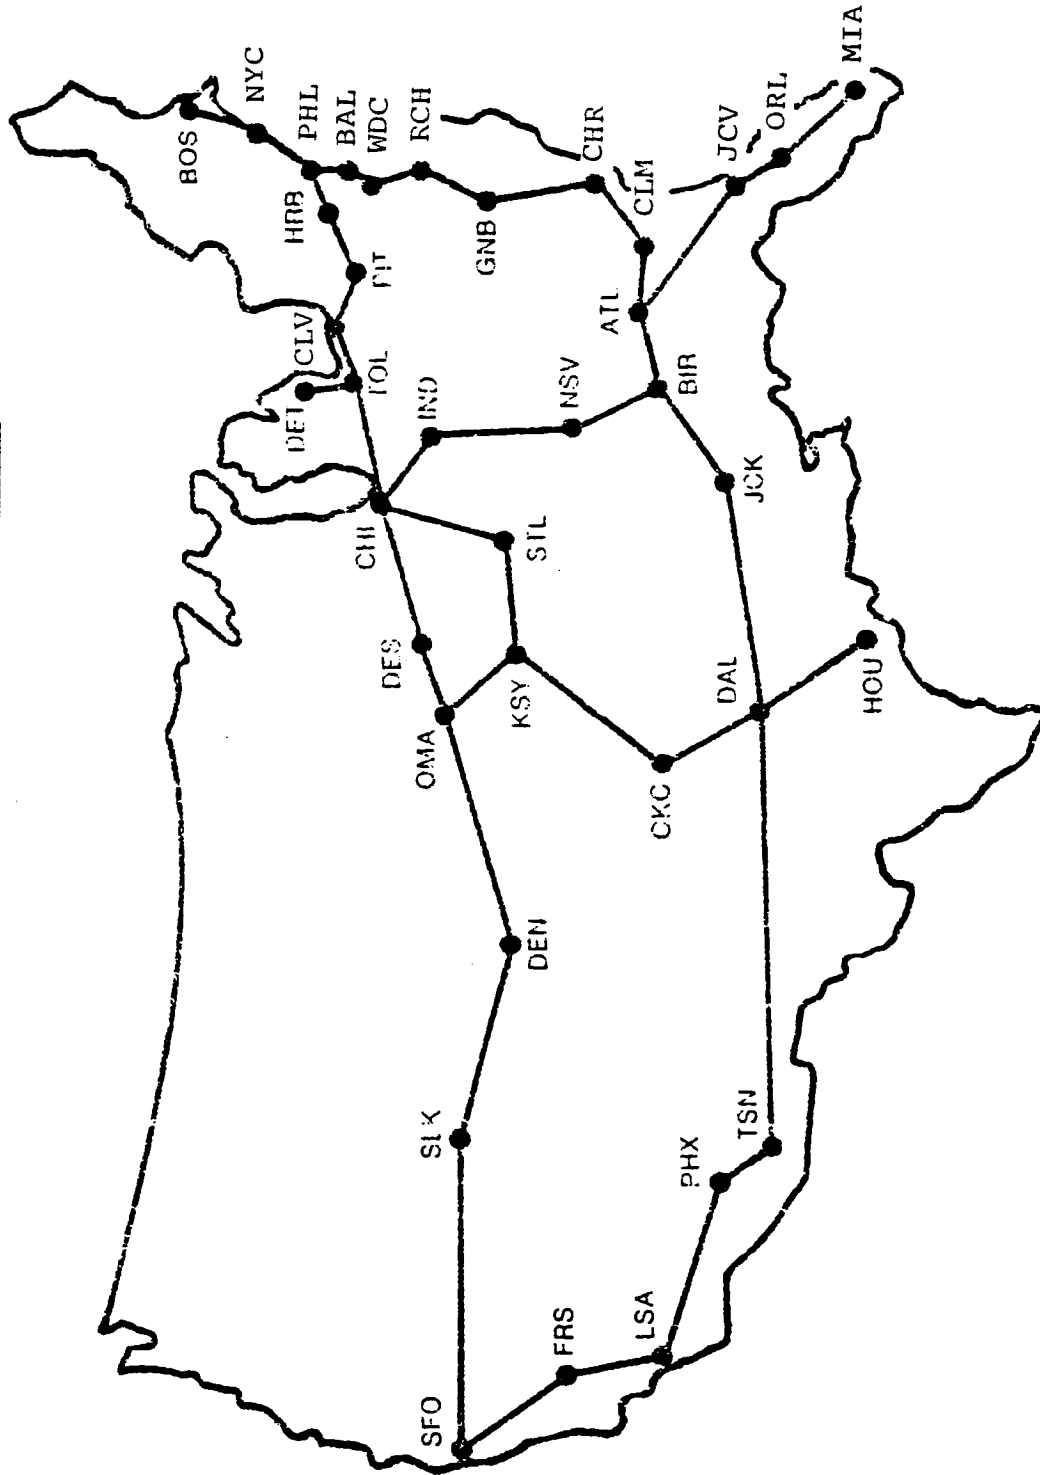 BOS
NYC
PHL
BAL
WDC
RCH
HRB
PIT
CLV
TOL
DET
GNB
CHR
CLM
ATL
JCV
ORL
MIA
IND
NSV
BIR
JCK
CHI
STL
DES
OMA
KSY
CKC
DAL
HOU
DEN
SLK
TSN
PHX
LSA
FRS
SFO